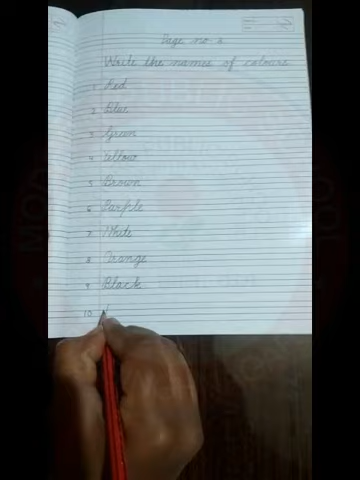 Page no. 2
Write the names of colours
1 Red
2 Blue
3 Green
4 Yellow
5 Brown
6 Purple
7 White
8 Orange
9 Black
10